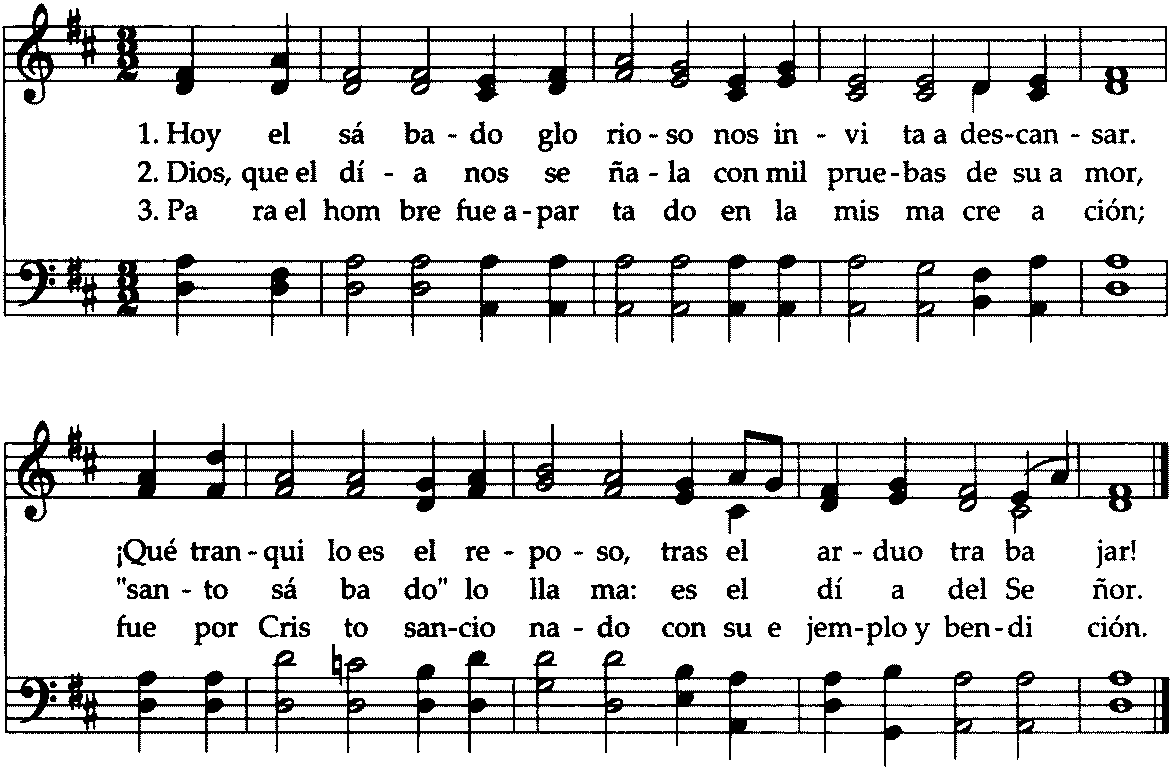 3 2
1. Hoy el sá ba - do glo rio - so nos in - vi ta a des - can - sar.
2. Dios, que el dí - a nos se ña - la con mil prue - bas de su a mor,
3. Pa ra el hom bre fue a - par ta do en la mis ma cre a ción;
3 2
¡Qué tran - qui lo es el re - po - so, tras el ar - duo tra ba jar!
"san - to sá ba do" lo lla ma: es el dí a del Se ñor.
fue por Cris to san - cio na - do con su e jem - plo y ben - di ción.